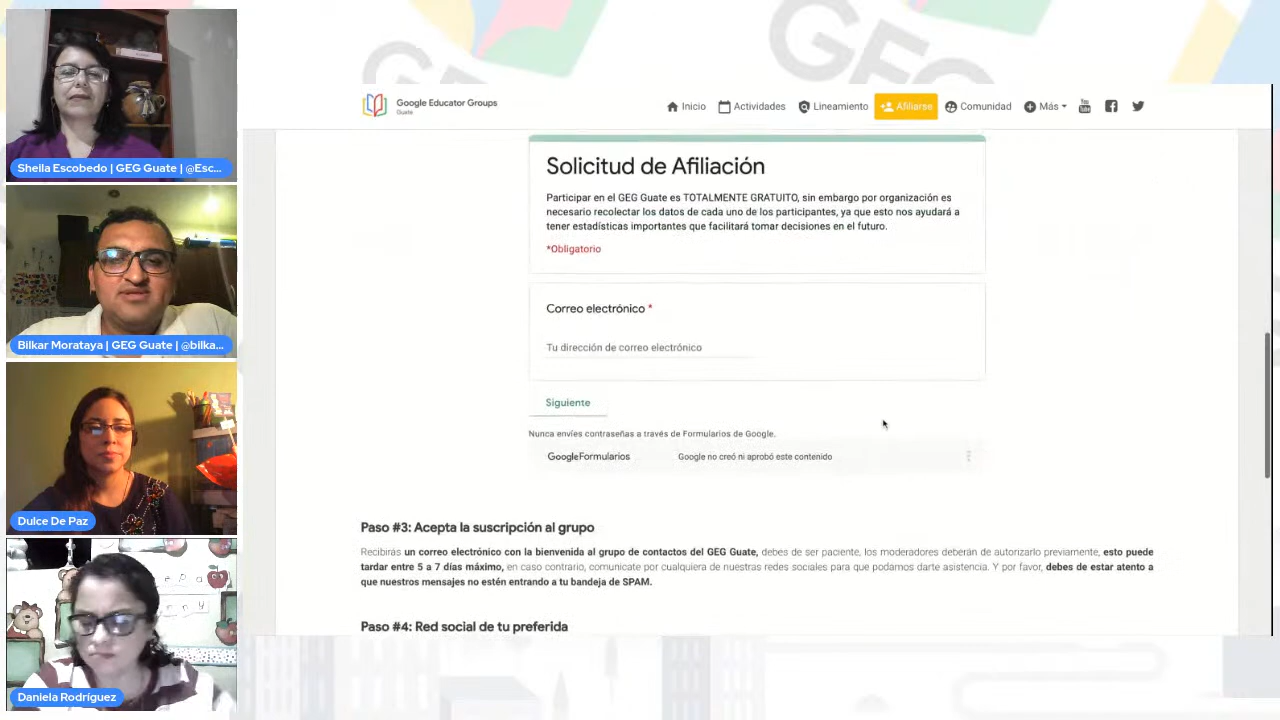 Sheila Escobedo | GEG Guate | @Esc...
Bilkar Morataya | GEG Guate | @bilka...
Dulce De Paz
Daniela Rodríguez
GEG
Google Educator Groups
Guate
Inicio
Actividades
Lineamiento
Afiliarse
Comunidad
Más
Solicitud de Afiliación
Participar en el GEG Guate es TOTALMENTE GRATUITO, sin embargo por organización es
necesario recolectar los datos de cada uno de los participantes, ya que esto nos ayudará a
tener estadísticas importantes que facilitará tomar decisiones en el futuro.
*Obligatorio
Correo electrónico *
Tu dirección de correo electrónico
Siguiente
Nunca envíes contraseñas a través de Formularios de Google.
GoogleFormularios
Google no creó ni aprobó este contenido
Paso #3: Acepta la suscripción al grupo
Recibirás un correo electrónico con la bienvenida al grupo de contactos del GEG Guate, debes de ser paciente, los moderadores deberán de autorizarlo previamente, esto puede
tardar entre 5 a 7 días máximo, en caso contrario, comunicate por cualquiera de nuestras redes sociales para que podamos darte asistencia. Y por favor, debes de estar atento a
que nuestros mensajes no estén entrando a tu bandeja de SPAM.
Paso #4: Red social de tu preferida